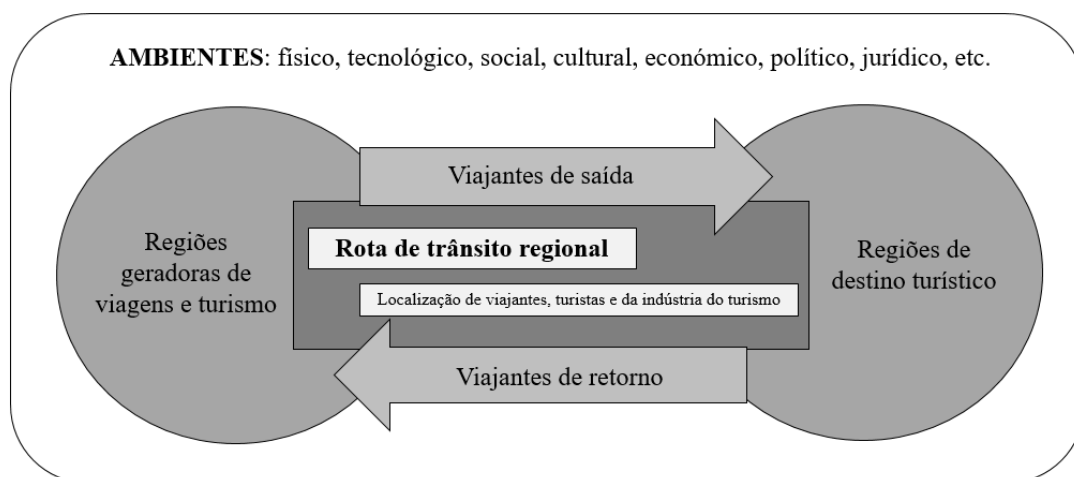 AMBIENTES: físico, tecnológico, social, cultural, económico, político, jurídico, etc.
Viajantes de saída
Regiões
geradoras de
viagens e turismo
Rota de trânsito regional
Localização de viajantes, turistas e da indústria do turismo
Regiões de
destino turístico
Viajantes de retorno